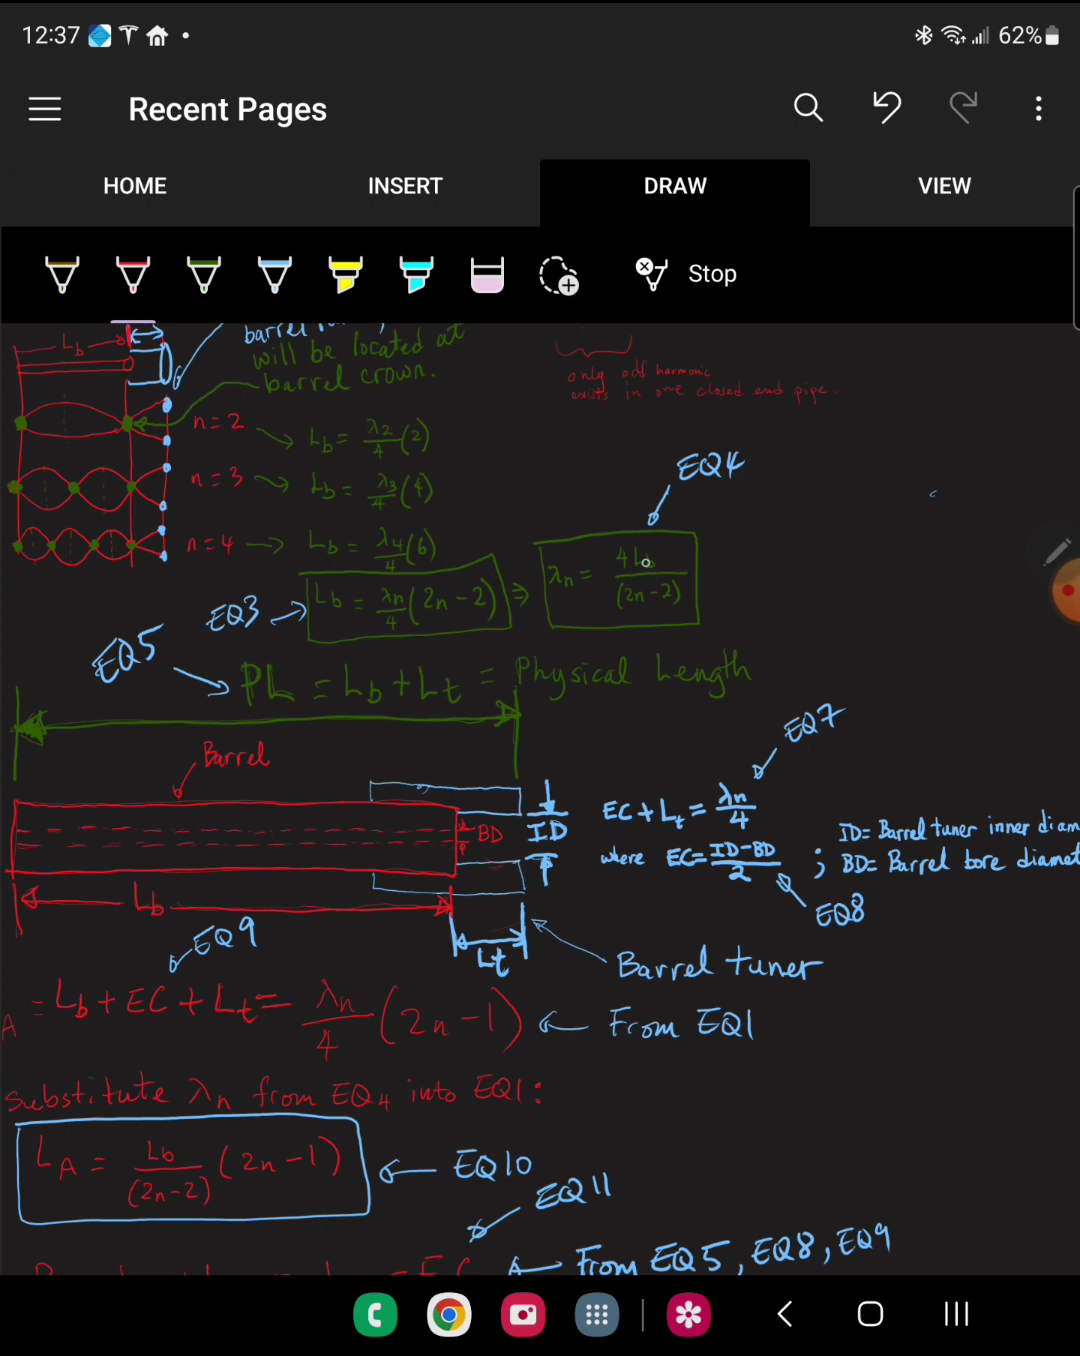 12:37
62%
Recent Pages
HOME INSERT DRAW VIEW
Stop
Lb
barrel
will be located at
barrel crown.
only odd harmonic
exists in one closed end pipe.
n=2 → Lb = λ2/4 (2)
n=3 → Lb = λ3/4 (4)
n=4 → Lb = λ4/4 (6)
EQ4
EQ3 → Lb = λn/4 (2n-2) ⇒ λn = 4Lb/(2n-2)
EQ5
PL = Lb + Lt = Physical Length
Barrel
EQ7
EC + Lt = λn/4
BD
ID
ID = Barrel tuner inner diam
where EC = ID-BD/2 ; BD = Barrel bore diamet
EQ8
Lb
Lt
Barrel tuner
EQ9
A = Lb + EC + Lt = λn/4 (2n-1) ← From EQ1
Substitute λn from EQ4 into EQ1:
LA = Lb/(2n-2) (2n-1) ← EQ10
EQ11
From EQ5, EQ8, EQ9